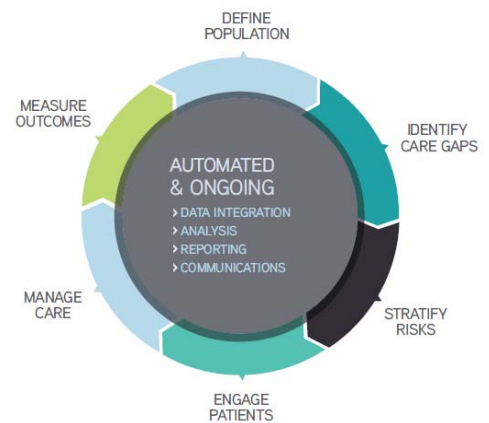 DEFINE
POPULATION
IDENTIFY
CARE GAPS
STRATIFY
RISKS
ENGAGE
PATIENTS
MANAGE
CARE
MEASURE
OUTCOMES
AUTOMATED
& ONGOING
> DATA INTEGRATION
> ANALYSIS
> REPORTING
> COMMUNICATIONS